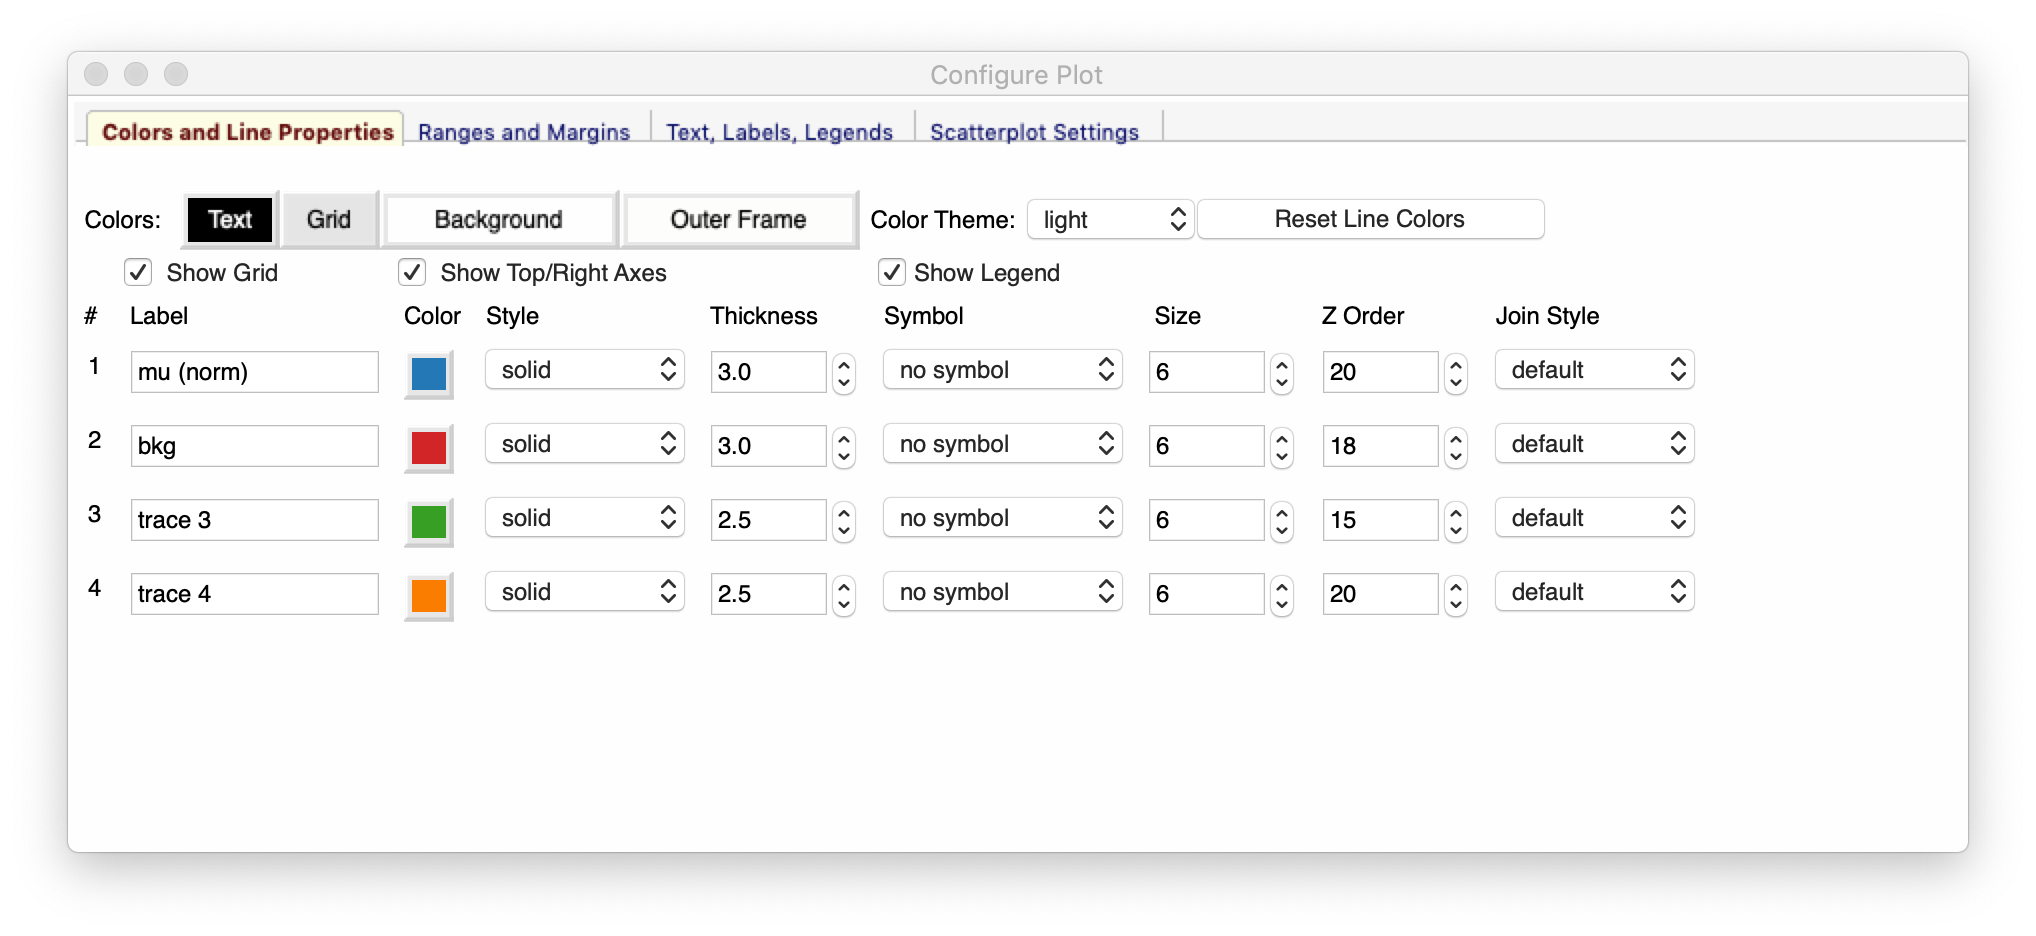 Configure Plot
Colors and Line Properties Ranges and Margins Text, Labels, Legends Scatterplot Settings
Colors: Text Grid Background Outer Frame Color Theme: light Reset Line Colors
Show Grid Show Top/Right Axes Show Legend
# Label Color Style Thickness Symbol Size Z Order Join Style
1 mu (norm) solid 3.0 no symbol 6 20 default
2 bkg solid 3.0 no symbol 6 18 default
3 trace 3 solid 2.5 no symbol 6 15 default
4 trace 4 solid 2.5 no symbol 6 20 default